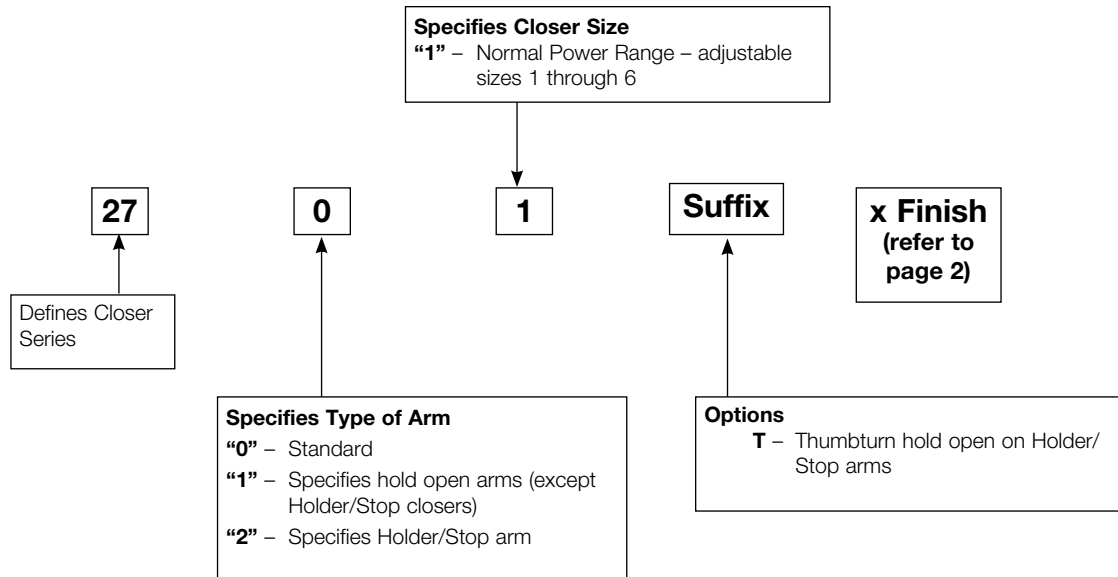 Specifies Closer Size
“1” – Normal Power Range – adjustable
sizes 1 through 6
27
0
1
Suffix
x Finish
(refer to
page 2)
Defines Closer
Series
Specifies Type of Arm
“0” – Standard
“1” – Specifies hold open arms (except
Holder/Stop closers)
“2” – Specifies Holder/Stop arm
Options
T – Thumbturn hold open on Holder/
Stop arms